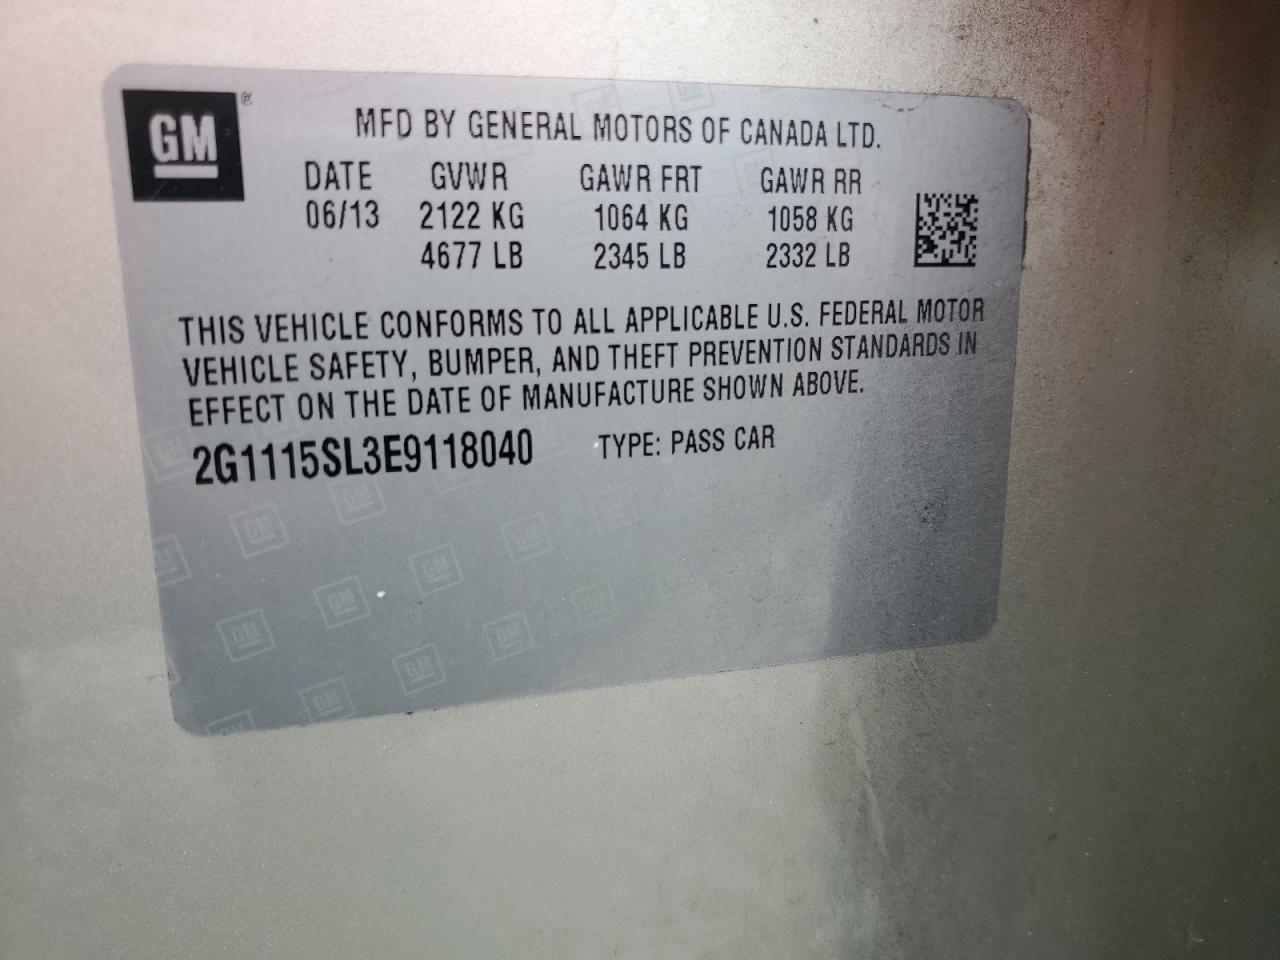 GM ®
MFD BY GENERAL MOTORS OF CANADA LTD.
DATE GVWR GAWR FRT GAWR RR
06/13 2122 KG 1064 KG 1058 KG
4677 LB 2345 LB 2332 LB
THIS VEHICLE CONFORMS TO ALL APPLICABLE U.S. FEDERAL MOTOR
VEHICLE SAFETY, BUMPER, AND THEFT PREVENTION STANDARDS IN
EFFECT ON THE DATE OF MANUFACTURE SHOWN ABOVE.
2G1115SL3E9118040 TYPE: PASS CAR